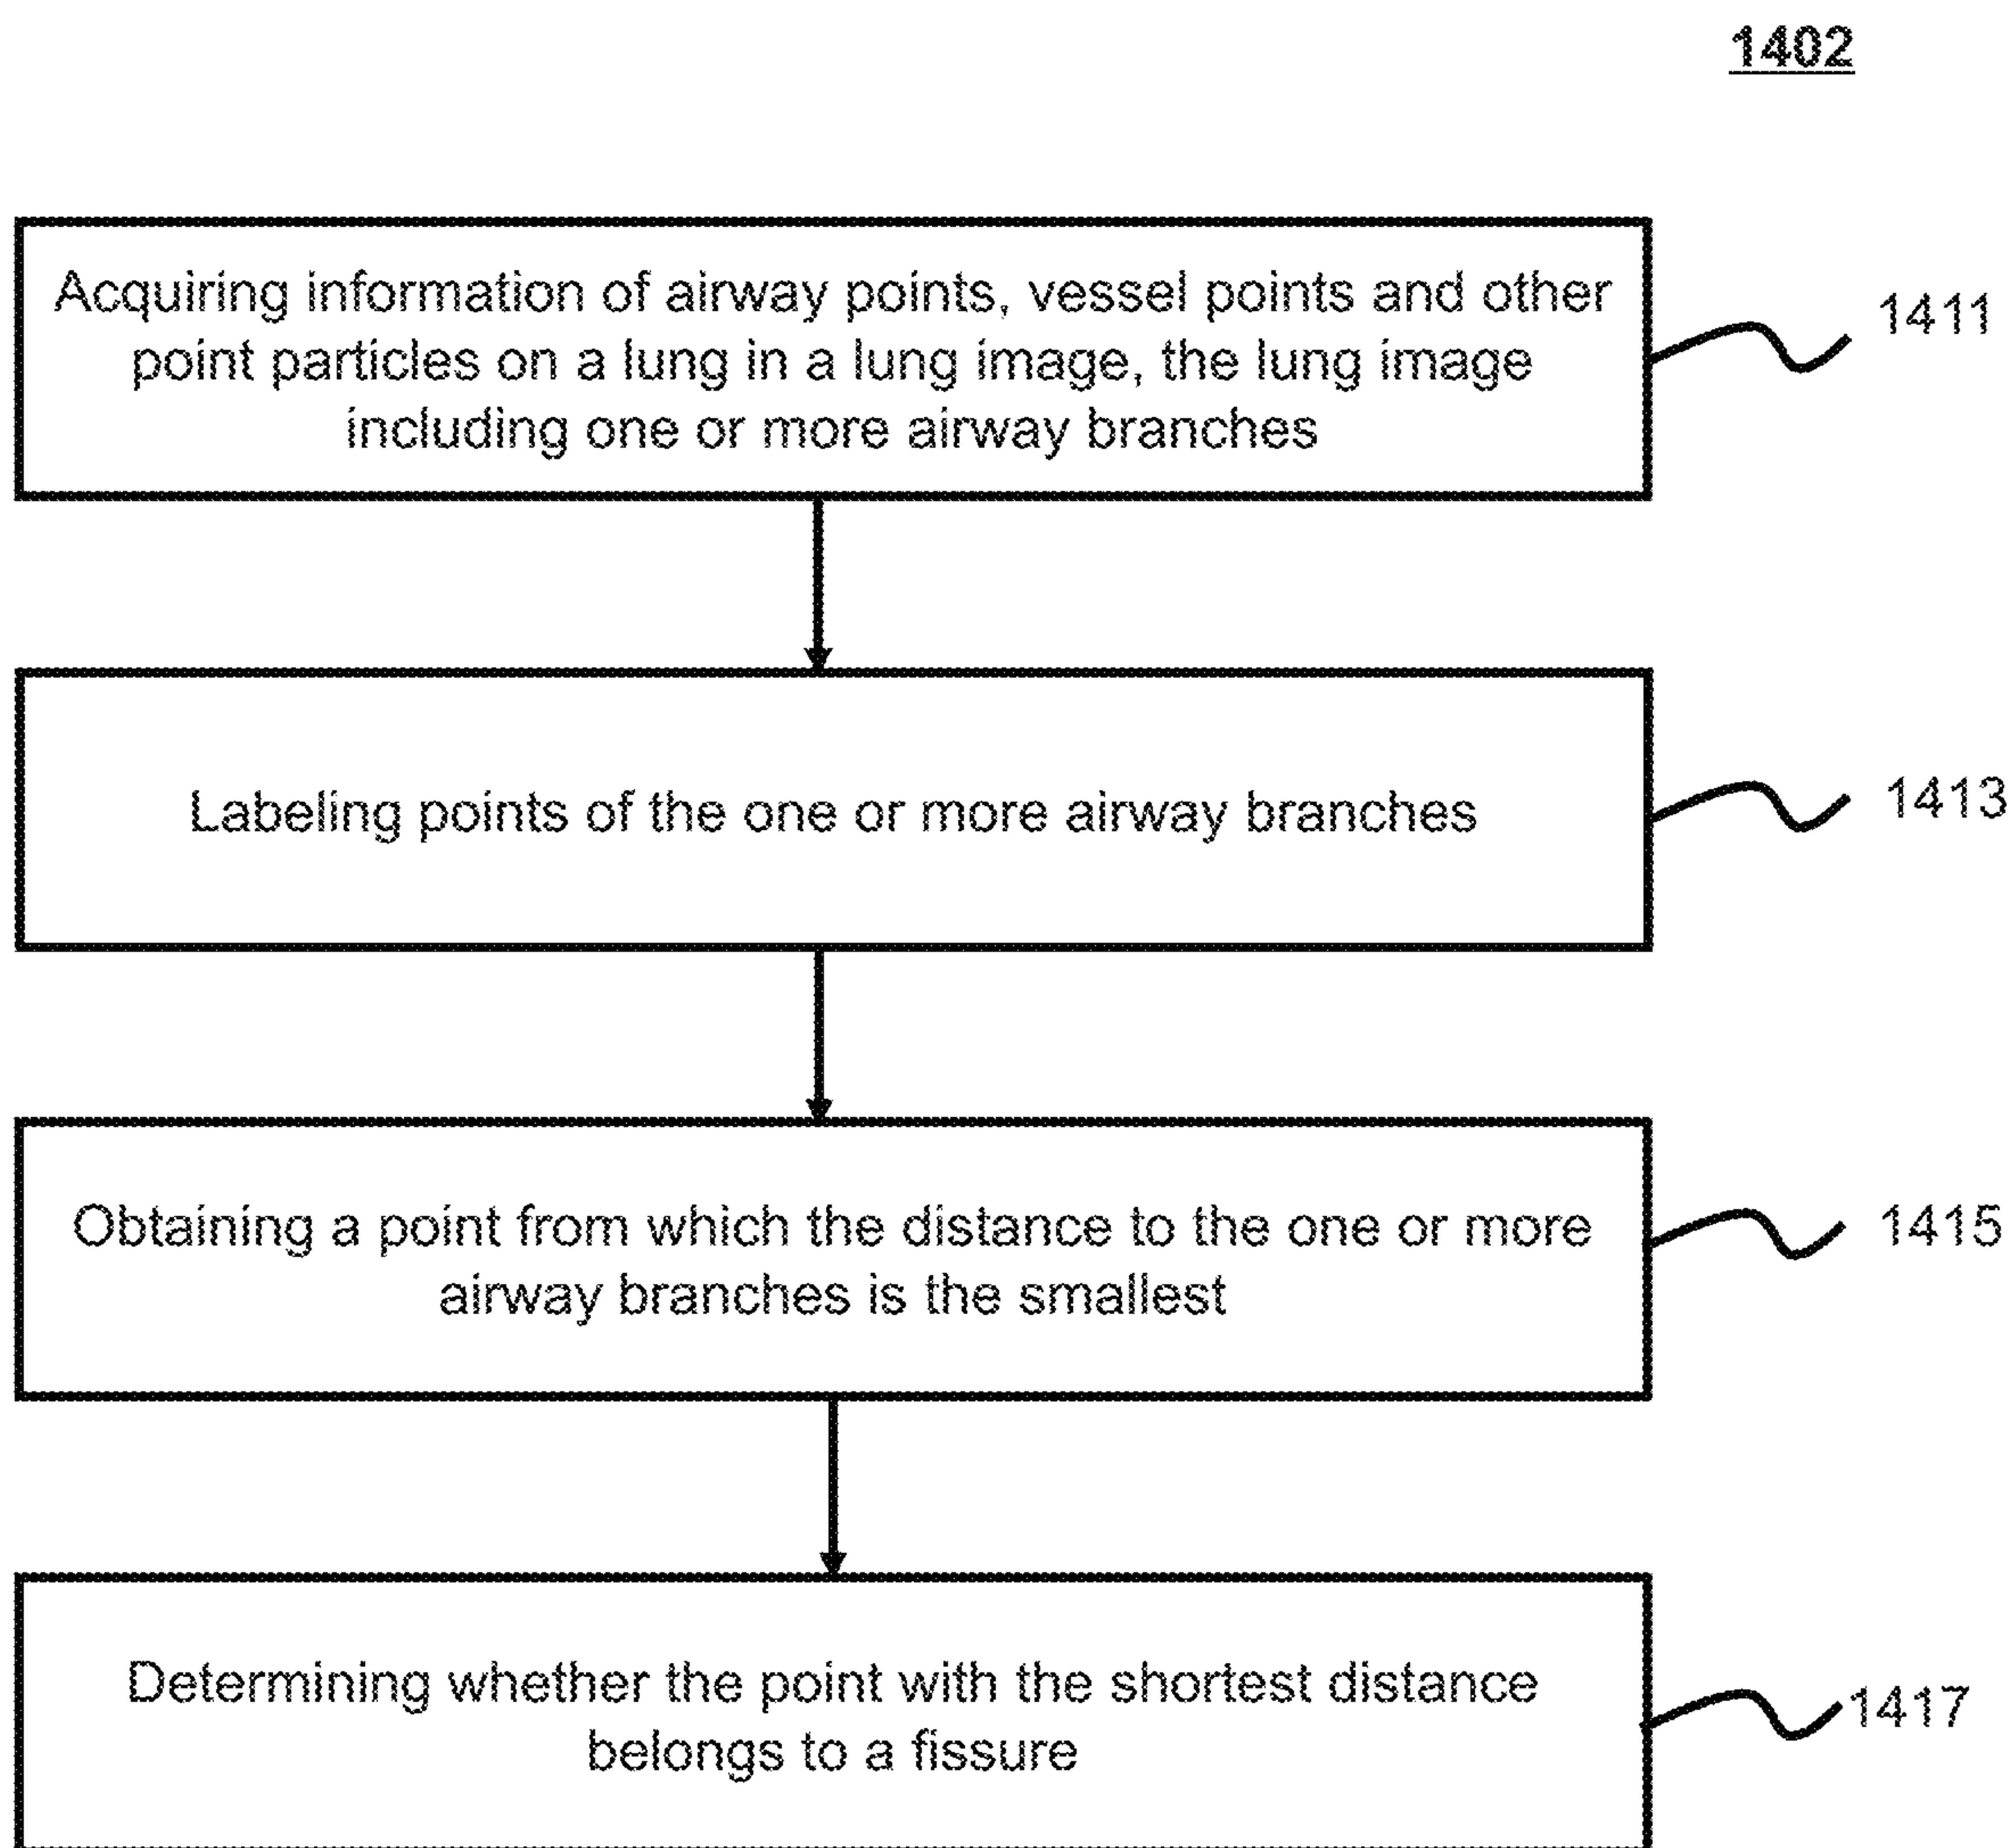 1402
Acquiring information of airway points, vessel points and other
point particles on a lung in a lung image, the lung image
including one or more airway branches
1411
Labeling points of the one or more airway branches
1413
Obtaining a point from which the distance to the one or more
airway branches is the smallest
1415
Determining whether the point with the shortest distance
belongs to a fissure
1417